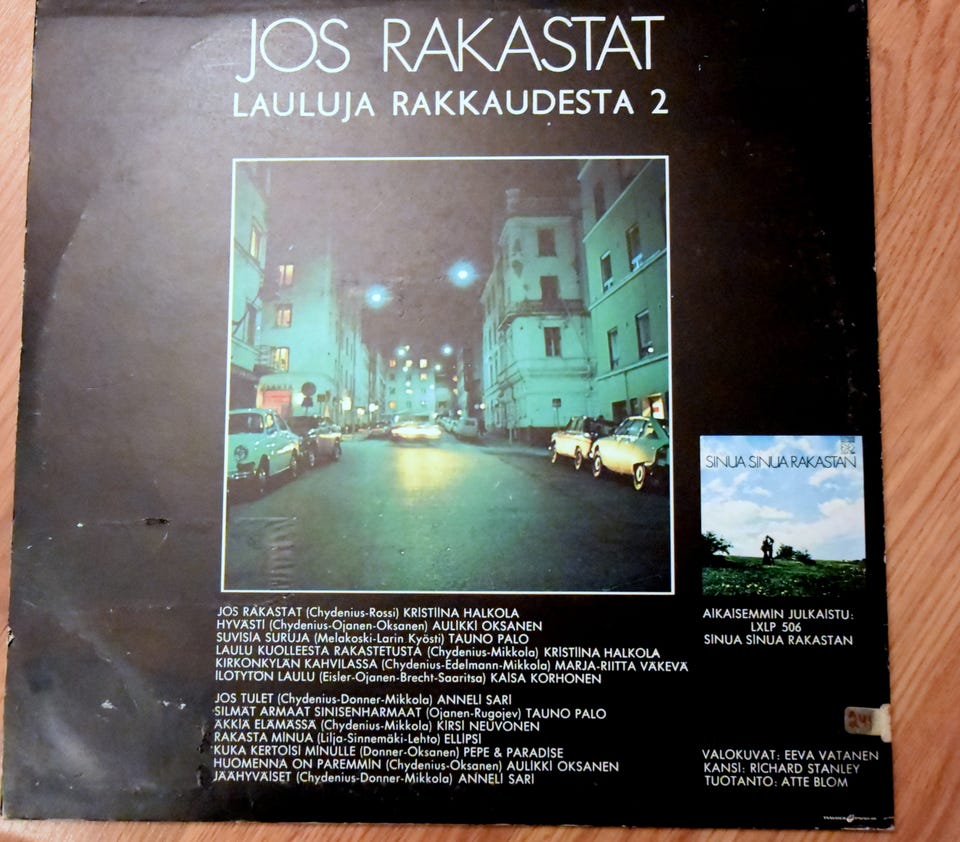 JOS RAKASTAT
LAULUJA RAKKAUDESTA 2
SINUA SINUA RAKASTAN
JOS RAKASTAT (Chydenius-Rossi) KRISTIINA HALKOLA
HYVÄSTI (Chydenius-Ojanen-Oksanen) AULIKKI OKSANEN
SUVISIA SURUJA (Melakoski-Larin Kyösti) TAUNO PALO
LAULU KUOLLEESTA RAKASTETUSTA (Chydenius-Mikkola) KRISTIINA HALKOLA
KIRKONKYLÄN KAHVILASSA (Chydenius-Edelmann-Mikkola) MARJA-RIITTA VÄKEVÄ
ILOTYTÖN LAULU (Eisler-Ojanen-Brecht-Saaritsa) KAISA KORHONEN
JOS TULET (Chydenius-Donner-Mikkola) ANNELI SARI
SILMÄT ARMAAT SINISENHARMAAT (Ojanen-Rugojev) TAUNO PALO
ÄKKIÄ ELÄMÄSSÄ (Chydenius-Mikkola) KIRSI NEUVONEN
RAKASTA MINUA (Lilja-Sinnemäki-Lehto) ELLIPSI
KUKA KERTOISI MINULLE (Donner-Oksanen) PEPE & PARADISE
HUOMENNA ON PAREMMIN (Chydenius-Oksanen) AULIKKI OKSANEN
JÄÄHYVÄISET (Chydenius-Donner-Mikkola) ANNELI SARI
AIKAISEMMIN JULKAISTU:
LXLP 506
SINUA SINUA RAKASTAN
VALOKUVAT: EEVA VATANEN
KANSI: RICHARD STANLEY
TUOTANTO: ATTE BLOM